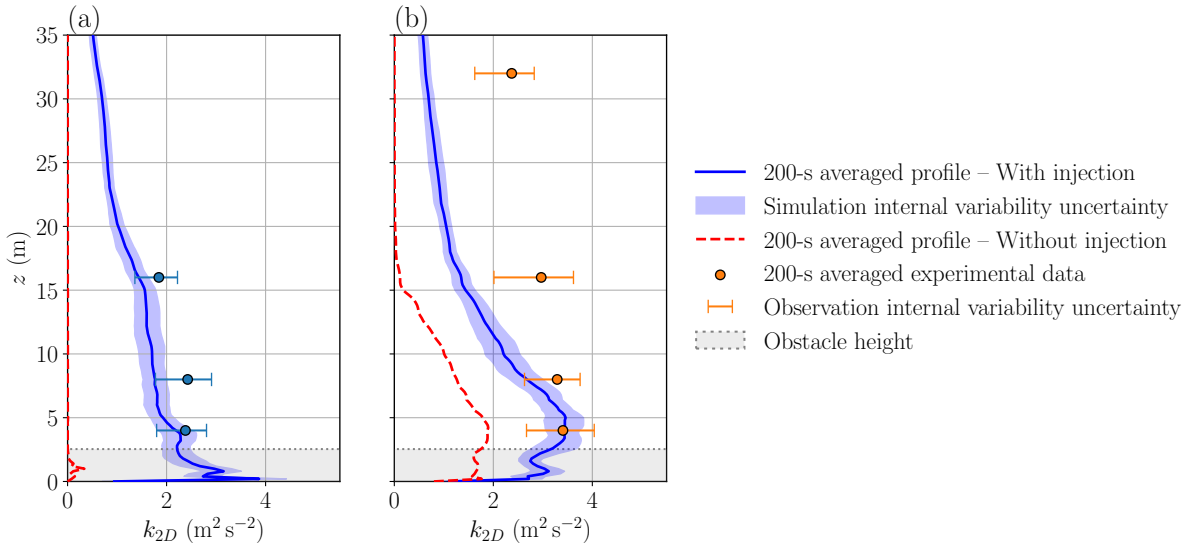 (a)
(b)
35
30
25
20
15
10
5
0
z (m)
0 2 4
k2D (m² s⁻²)
0 2 4
k2D (m² s⁻²)
200-s averaged profile – With injection
Simulation internal variability uncertainty
200-s averaged profile – Without injection
200-s averaged experimental data
Observation internal variability uncertainty
Obstacle height